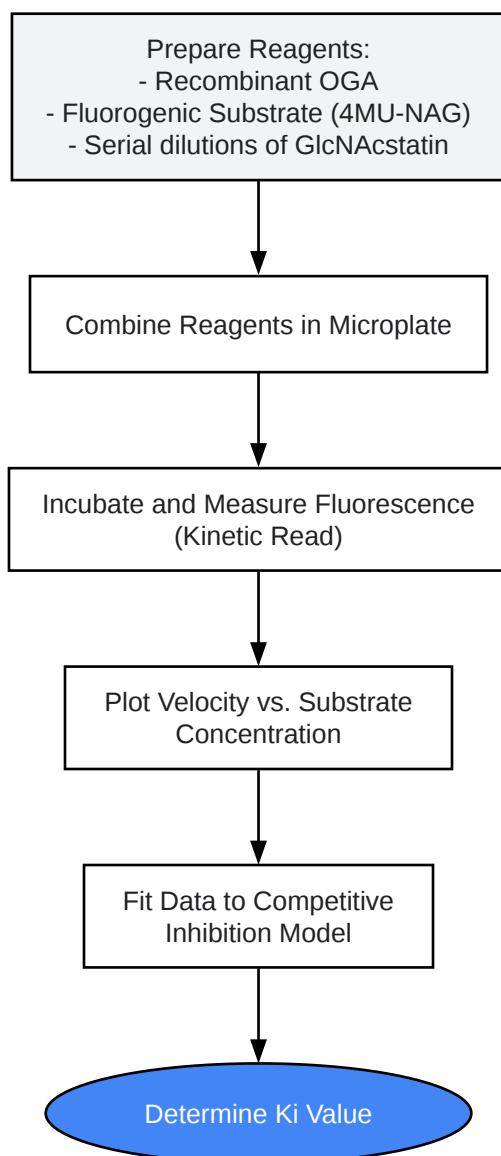 Prepare Reagents:
- Recombinant OGA
- Fluorogenic Substrate (4MU-NAG)
- Serial dilutions of GlcNAcstatin
Combine Reagents in Microplate
Incubate and Measure Fluorescence
(Kinetic Read)
Plot Velocity vs. Substrate
Concentration
Fit Data to Competitive
Inhibition Model
Determine Ki Value